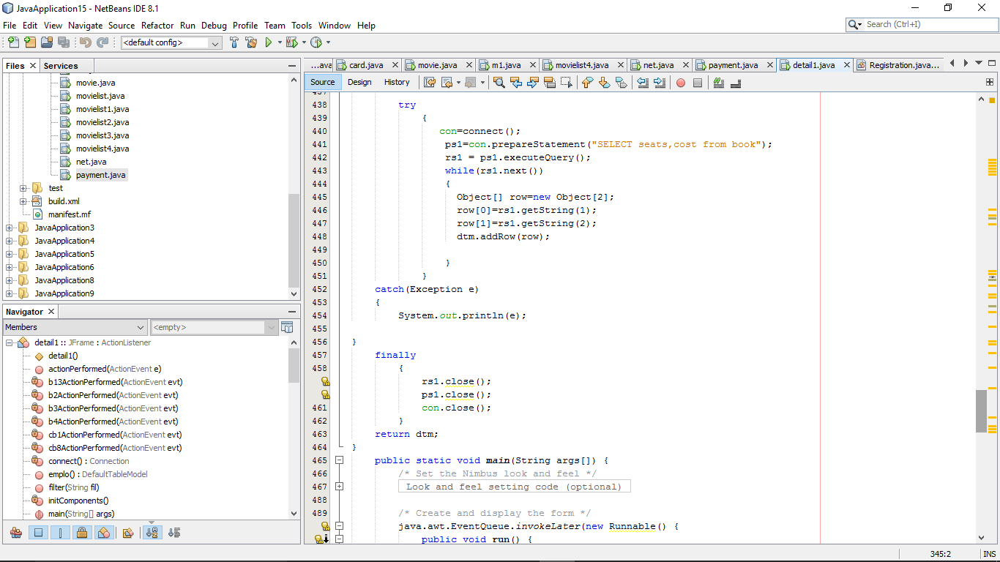 JavaApplication15 - NetBeans IDE 8.1
File Edit View Navigate Source Refactor Run Debug Profile Team Tools Window Help
Search (Ctrl+I)
<default config>
Files Services
movie.java
movielist.java
movielist1.java
movielist2.java
movielist3.java
movielist4.java
net.java
payment.java
test
build.xml
manifest.mf
JavaApplication3
JavaApplication4
JavaApplication5
JavaApplication6
JavaApplication8
JavaApplication9
Navigator
Members <empty>
detail1 :: JFrame : ActionListener
detail1()
actionPerformed(ActionEvent e)
b13ActionPerformed(ActionEvent evt)
b2ActionPerformed(ActionEvent evt)
b3ActionPerformed(ActionEvent evt)
b4ActionPerformed(ActionEvent evt)
cb1ActionPerformed(ActionEvent evt)
cb8ActionPerformed(ActionEvent evt)
connect() : Connection
emplo() : DefaultTableModel
filter(String fil)
initComponents()
main(String[] args)
...ava card.java movie.java m1.java movielist4.java net.java payment.java detail1.java Registration.java...
Source Design History
437
438 try
439 {
440 con=connect();
441 ps1=con.prepareStatement("SELECT seats,cost from book");
442 rs1 = ps1.executeQuery();
443 while(rs1.next())
444 {
445 Object[] row=new Object[2];
446 row[0]=rs1.getString(1);
447 row[1]=rs1.getString(2);
448 dtm.addRow(row);
449
450 }
451 }
452 catch(Exception e)
453 {
454 System.out.println(e);
455
456 }
457 finally
458 {
rs1.close();
ps1.close();
461 con.close();
462 }
463 return dtm;
464 }
465 public static void main(String args[]) {
466 /* Set the Nimbus look and feel */
467 Look and feel setting code (optional)
488
489 /* Create and display the form */
java.awt.EventQueue.invokeLater(new Runnable() {
public void run() {
345:2 INS